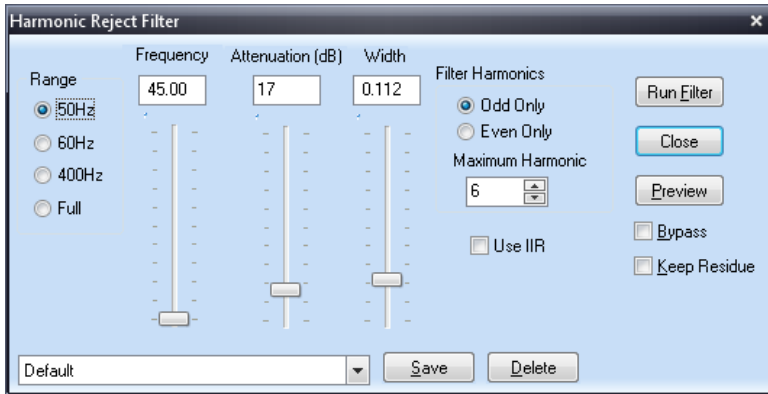 Harmonic Reject Filter
Range
50Hz
60Hz
400Hz
Full
Frequency
45.00
Attenuation (dB)
17
Width
0.112
Filter Harmonics
Odd Only
Even Only
Maximum Harmonic
6
Use IIR
Run Filter
Close
Preview
Bypass
Keep Residue
Default
Save
Delete